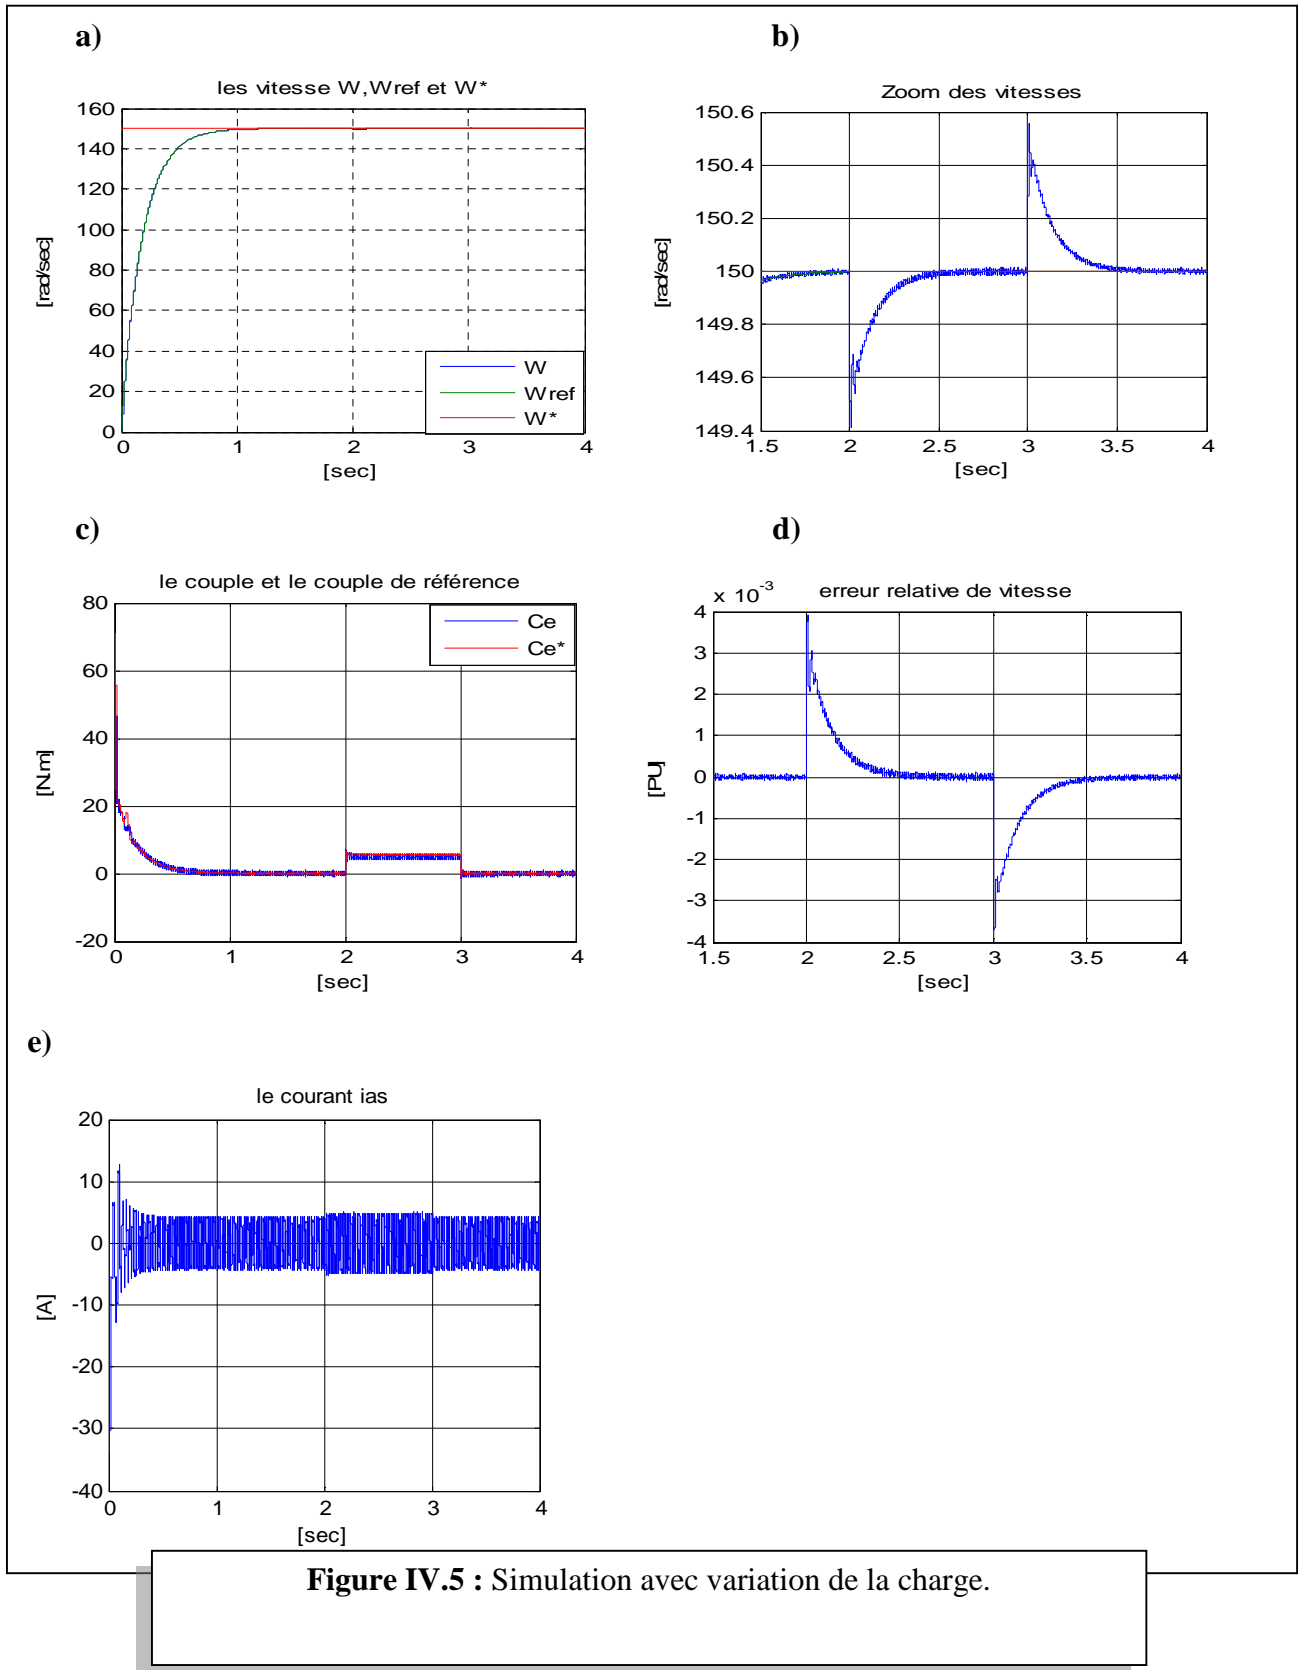 a)
les vitesse W,Wref et W*
160
140
120
100
80
60
40
20
0
[rad/sec]
W
Wref
W*
0 1 2 3 4
[sec]
b)
Zoom des vitesses
150.6
150.4
150.2
150
149.8
149.6
149.4
[rad/sec]
1.5 2 2.5 3 3.5 4
[sec]
c)
le couple et le couple de référence
80
60
40
20
0
-20
[N.m]
Ce
Ce*
0 1 2 3 4
[sec]
d)
x 10-3
erreur relative de vitesse
4
3
2
1
0
-1
-2
-3
-4
[PU]
1.5 2 2.5 3 3.5 4
[sec]
e)
le courant ias
20
10
0
-10
-20
-30
-40
[A]
0 1 2 3 4
[sec]
Figure IV.5 : Simulation avec variation de la charge.